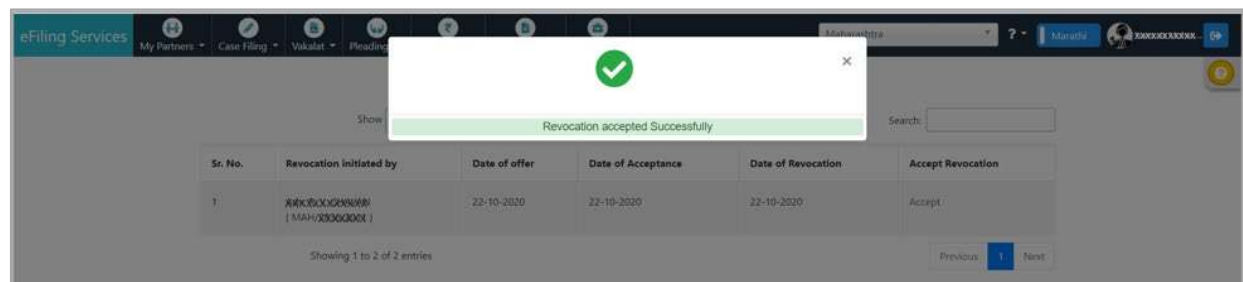 eFiling Services
My Partners Case Filing Vakalat Pleading
Maharashtra ? Marathi
×
Revocation accepted Successfully
Show Search:
Sr. No. Revocation initiated by Date of offer Date of Acceptance Date of Revocation Accept Revocation
1 22-10-2020 22-10-2020 22-10-2020 Accept
( MAH/ )
Showing 1 to 2 of 2 entries Previous 1 Next